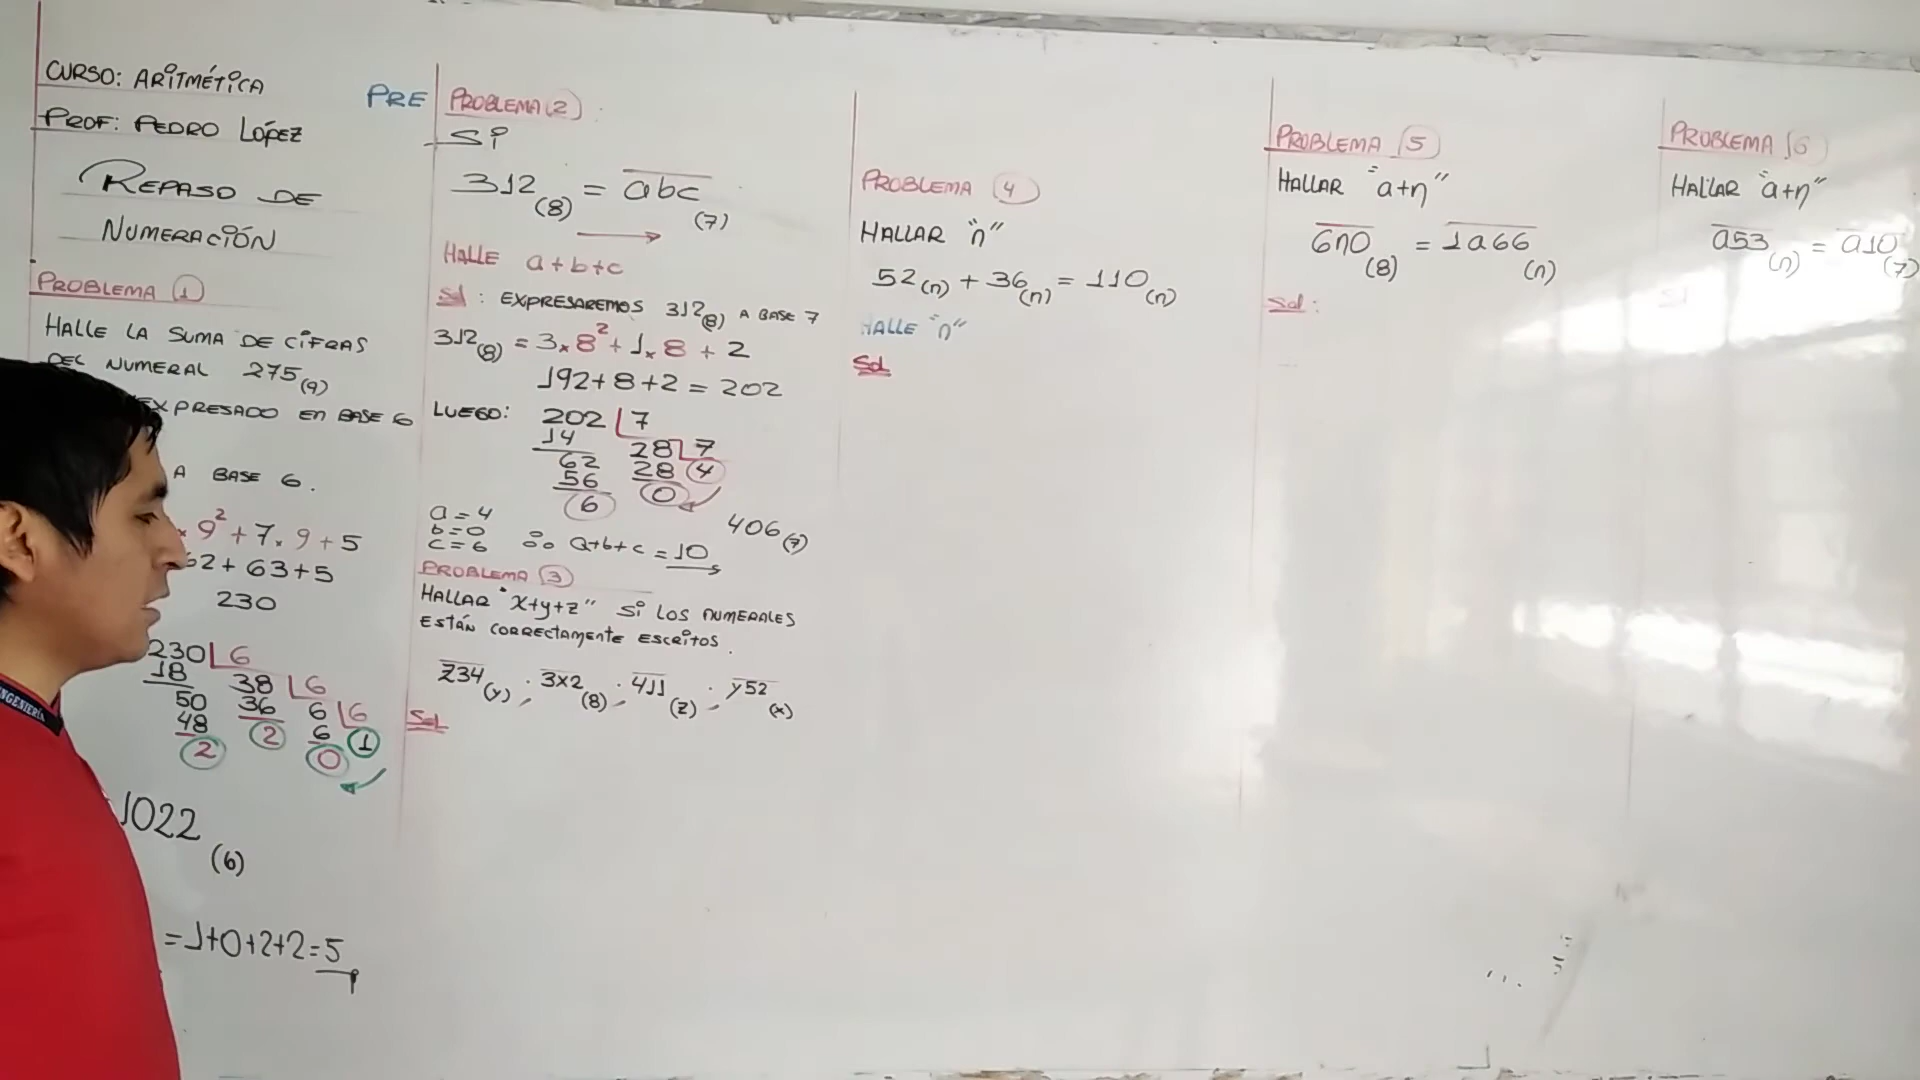 CURSO: ARITMÉTICA
PROF: PEDRO LÓPEZ
REPASO DE
NUMERACIÓN
PROBLEMA 1
HALLE LA SUMA DE CIFRAS
DEL NUMERAL 275(9)
EXPRESADO EN BASE 6
A BASE 6.
× 9² + 7× 9 + 5
62 + 63 + 5
230
230 | 6
18 38 | 6
50 36 6 | 6
48 2 6 1
2 0
1022(6)
= 1+0+2+2 = 5
PRE
PROBLEMA 2 :
Si
312(8) = abc(7)
HALLE a+b+c
Sol : EXPRESAREMOS 312(8) A BASE 7
312(8) = 3×8² + 1×8 + 2
192 + 8 + 2 = 202
LUEGO: 202 | 7
14 28 | 7
62 28 4
56 0
6
406(7)
a = 4
b = 0
c = 6 ∴ a+b+c = 10
PROBLEMA 3
HALLAR "x+y+z" Si LOS NUMERALES
ESTÁN CORRECTAMENTE ESCRITOS.
z34(y) ; 3x2(8) ; 411(z) ; y52(x)
Sol
PROBLEMA 4
HALLAR "n"
52(n) + 36(n) = 110(n)
HALLE "n"
Sol
PROBLEMA 5
HALLAR "a+n"
6n0(8) = 1a66(n)
Sol:
PROBLEMA 6
HALLAR "a+n"
a53(n) = a10(7)
INGENIERÍA